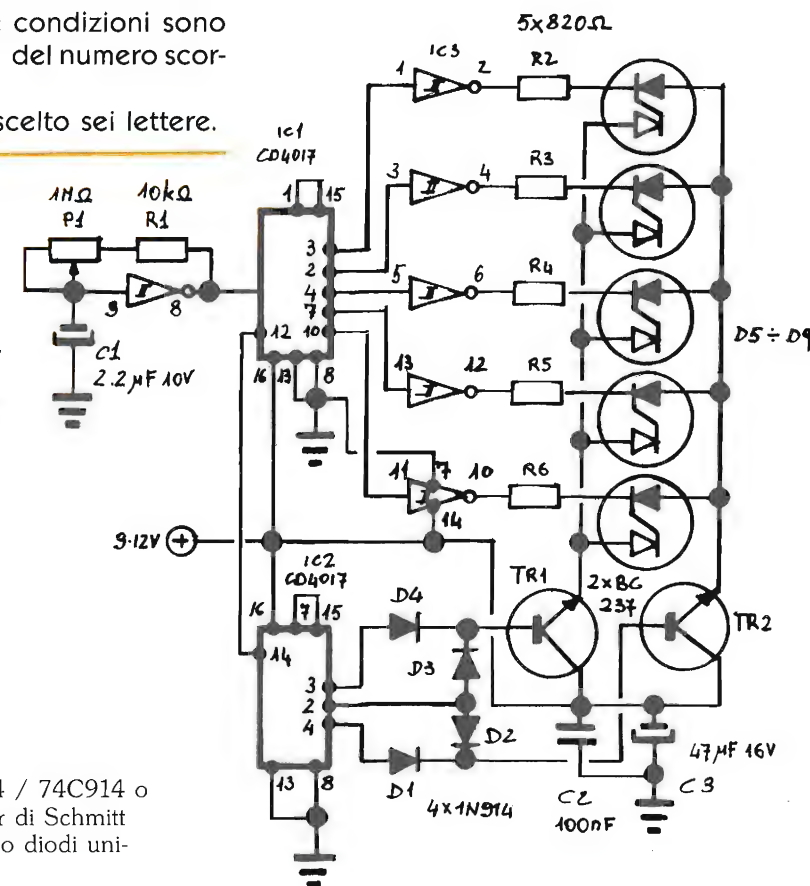 condizioni sono
del numero scor-
scelto sei lettere.
5x820Ω
IC3
1
2
R2
IC1
CD4017
1
15
3
4
R3
1MΩ
P1
10kΩ
R1
3
2
4
7
10
5
6
R4
9
8
12
C1
2.2µF 10V
16
13
8
13
12
R5
D5÷D9
11
7
10
14
R6
9-12V
+
IC2
CD4017
16
7
15
14
D4
TR1
2xBC
237
TR2
D3
3
2
4
D2
13
8
D1
4x1N914
C2
100nF
47µF 16V
C3
/ 74C914 o
r di Schmitt
o diodi uni-